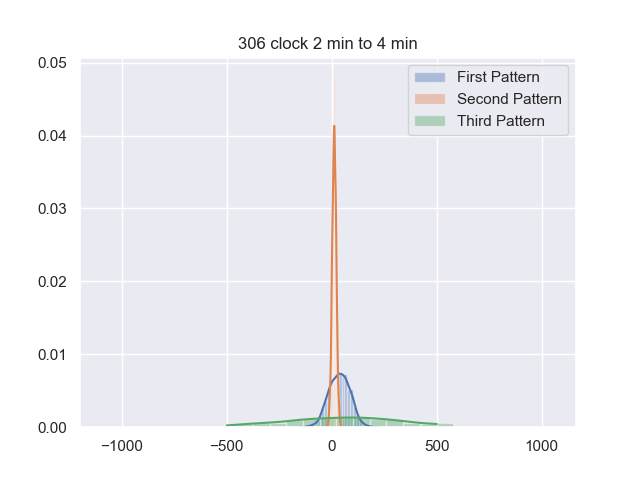 306 clock 2 min to 4 min
First Pattern
Second Pattern
Third Pattern
0.05
0.04
0.03
0.02
0.01
0.00
−1000 −500 0 500 1000